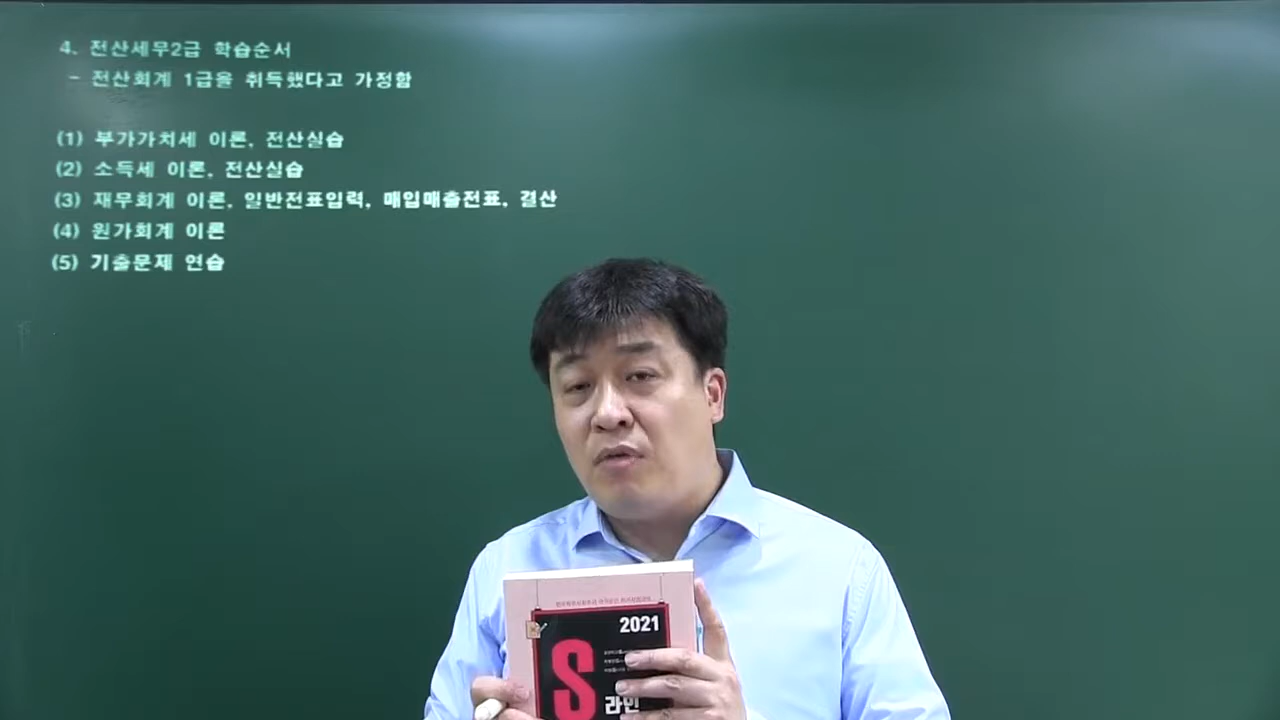 4. 전산세무2급 학습순서
- 전산회계 1급을 취득했다고 가정함
(1) 부가가치세 이론, 전산실습
(2) 소득세 이론, 전산실습
(3) 재무회계 이론, 일반전표입력, 매입매출전표, 결산
(4) 원가회계 이론
(5) 기출문제 연습
2021
S
라인